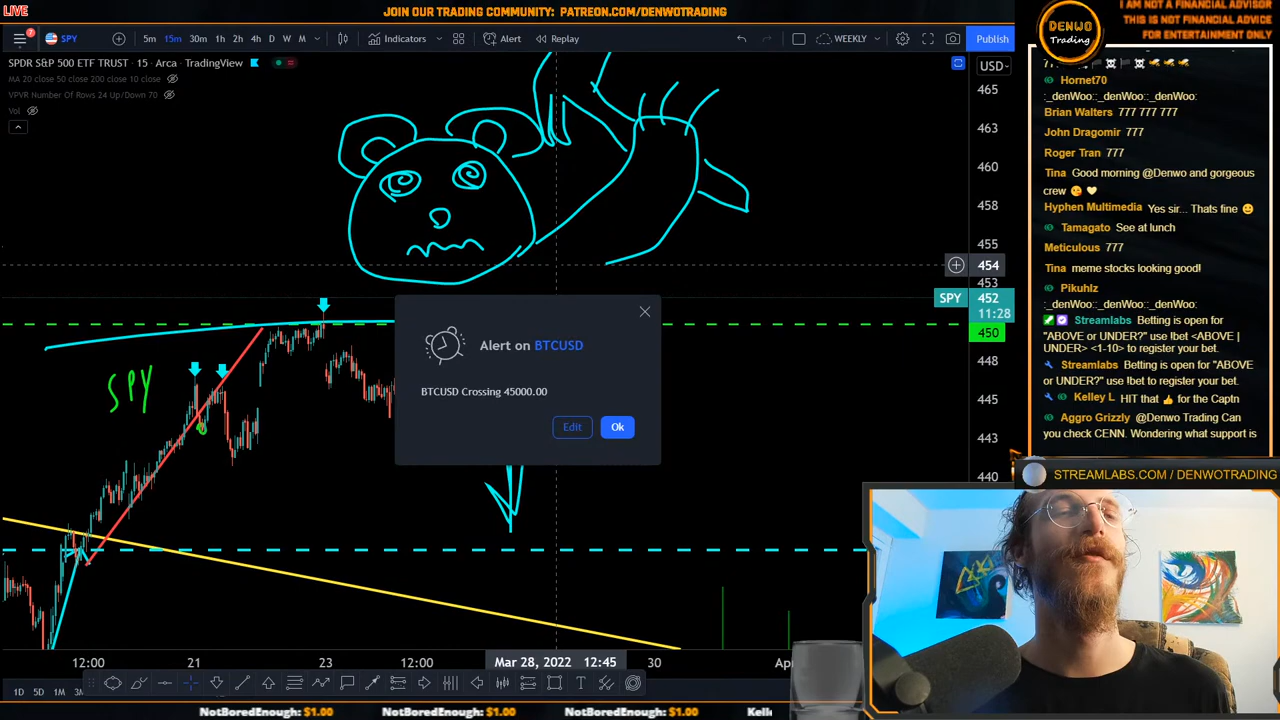 LIVE
JOIN OUR TRADING COMMUNITY: PATREON.COM/DENWOTRADING
I AM NOT A FINANCIAL ADVISOR
THIS IS NOT FINANCIAL ADVICE
FOR ENTERTAINMENT ONLY
DENWO
Trading
2
SPY
5m 15m 30m 1h 2h 4h D W M
Indicators
Alert
Replay
WEEKLY
Publish
SPDR S&P 500 ETF TRUST · 15 · Arca · TradingView
MA 20 close 50 close 200 close 10 close
VPVR Number Of Rows 24 Up/Down 70
Vol
USD
465
463
460
458
455
454
453
SPY 452
11:28
450
448
445
443
440
SPY
Alert on BTCUSD
BTCUSD Crossing 45000.00
Edit
Ok
12:00
21
23
12:00
Mar 28, 2022 12:45
30
1D 5D 1M
777
Hornet70
:_denWoo::_denWoo::_denWoo:
Brian Walters 777 777 777
John Dragomir 777
Roger Tran 777
Tina Good morning @Denwo and gorgeous
crew
Hyphen Multimedia Yes sir... Thats fine
Tamagato See at lunch
Meticulous 777
Tina meme stocks looking good!
Pikuhlz
:_denWoo::_denWoo::_denWoo:
Streamlabs Betting is open for
"ABOVE or UNDER?" use !bet <ABOVE |
UNDER> <1-10> to register your bet.
Streamlabs Betting is open for "ABOVE
or UNDER?" use !bet to register your bet.
Kelley L HIT that 👍 for the Captn
Aggro Grizzly @Denwo Trading Can
you check CENN. Wondering what support is
STREAMLABS.COM / DENWOTRADING
NotBoredEnough: $1.00 NotBoredEnough: $1.00 NotBoredEnough: $1.00